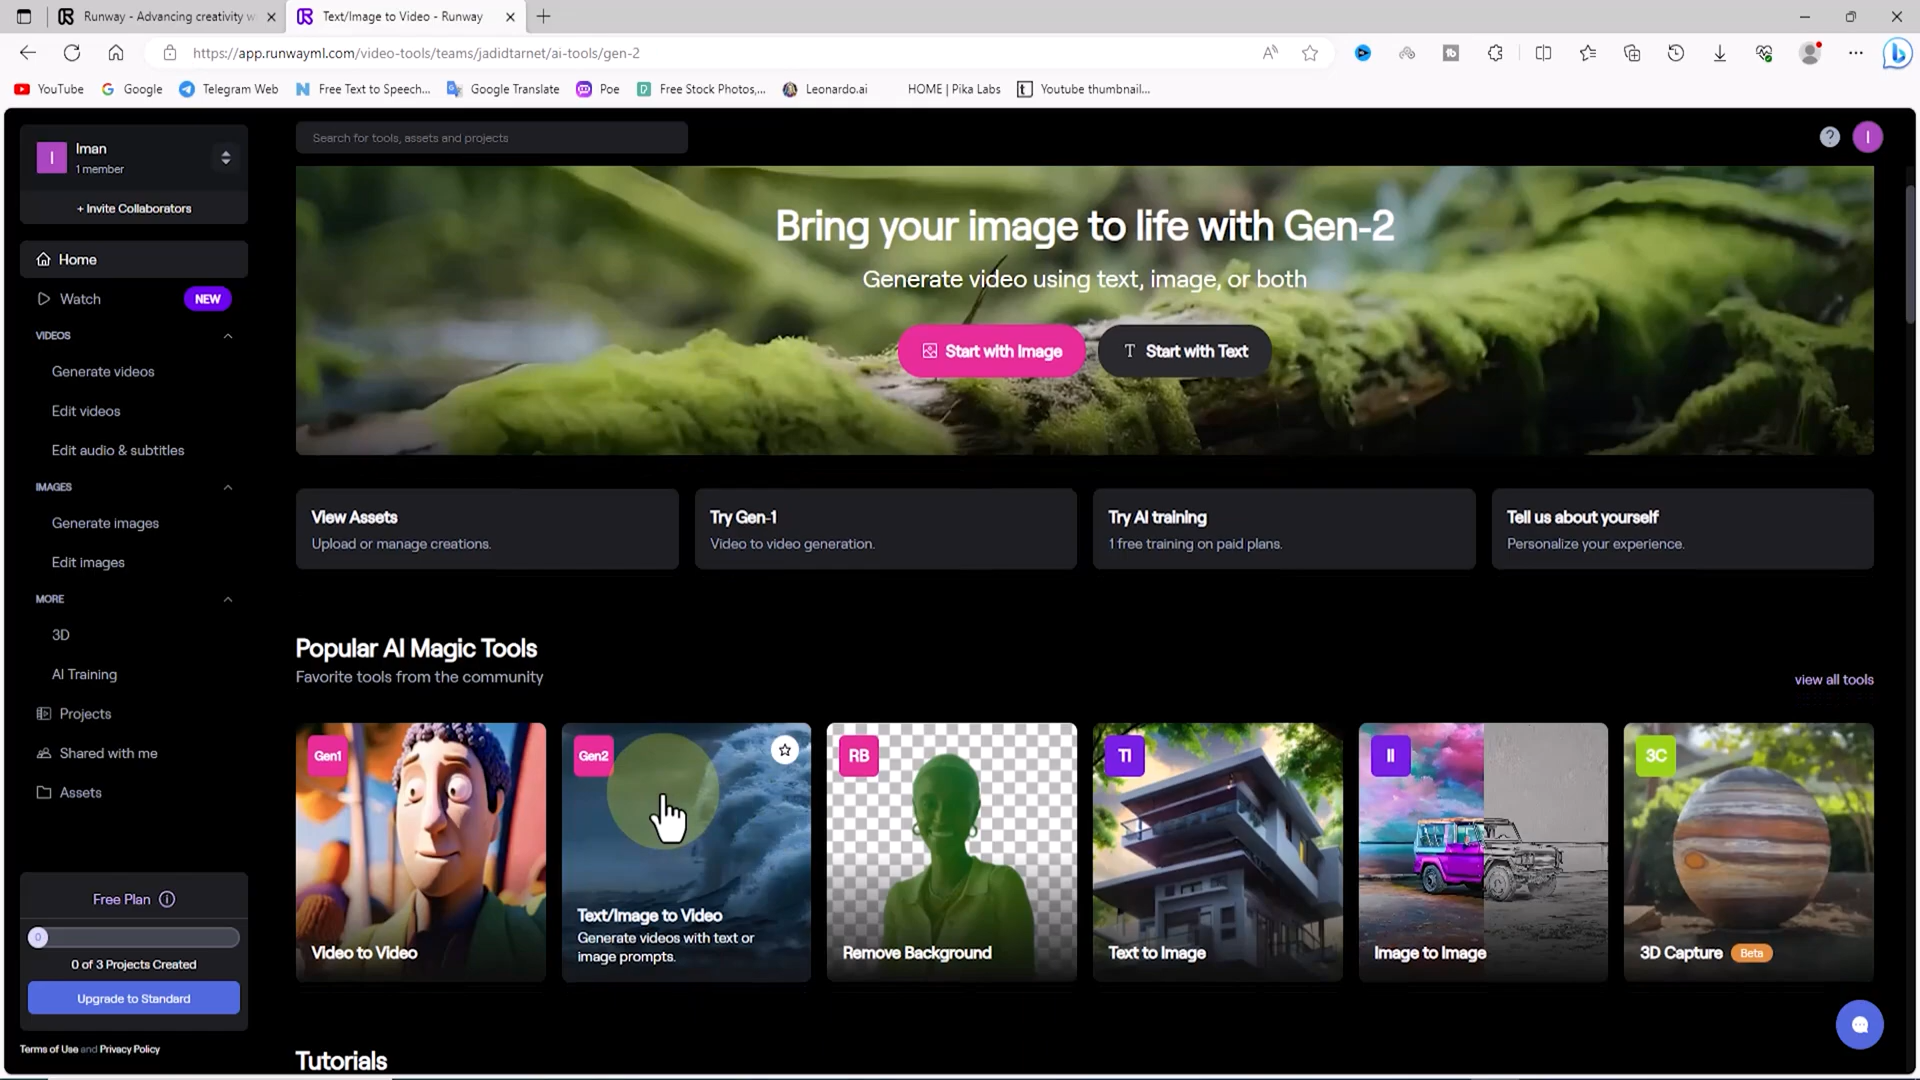 Runway - Advancing creativity w
Text/Image to Video - Runway
https://app.runwayml.com/video-tools/teams/jadidtarnet/ai-tools/gen-2
YouTube
Google
Telegram Web
Free Text to Speech...
Google Translate
Poe
Free Stock Photos,...
Leonardo.ai
HOME | Pika Labs
Youtube thumbnail...
I
Iman
1 member
+ Invite Collaborators
Home
Watch
NEW
VIDEOS
Generate videos
Edit videos
Edit audio & subtitles
IMAGES
Generate images
Edit images
MORE
3D
AI Training
Projects
Shared with me
Assets
Free Plan
0
0 of 3 Projects Created
Upgrade to Standard
Terms of Use and Privacy Policy
Search for tools, assets and projects
?
I
Bring your image to life with Gen-2
Generate video using text, image, or both
Start with Image
Start with Text
View Assets
Upload or manage creations.
Try Gen-1
Video to video generation.
Try AI training
1 free training on paid plans.
Tell us about yourself
Personalize your experience.
Popular AI Magic Tools
Favorite tools from the community
view all tools
Gen1
Video to Video
Gen2
Text/Image to Video
Generate videos with text or
image prompts.
RB
Remove Background
TI
Text to Image
II
Image to Image
3C
3D Capture
Beta
Tutorials